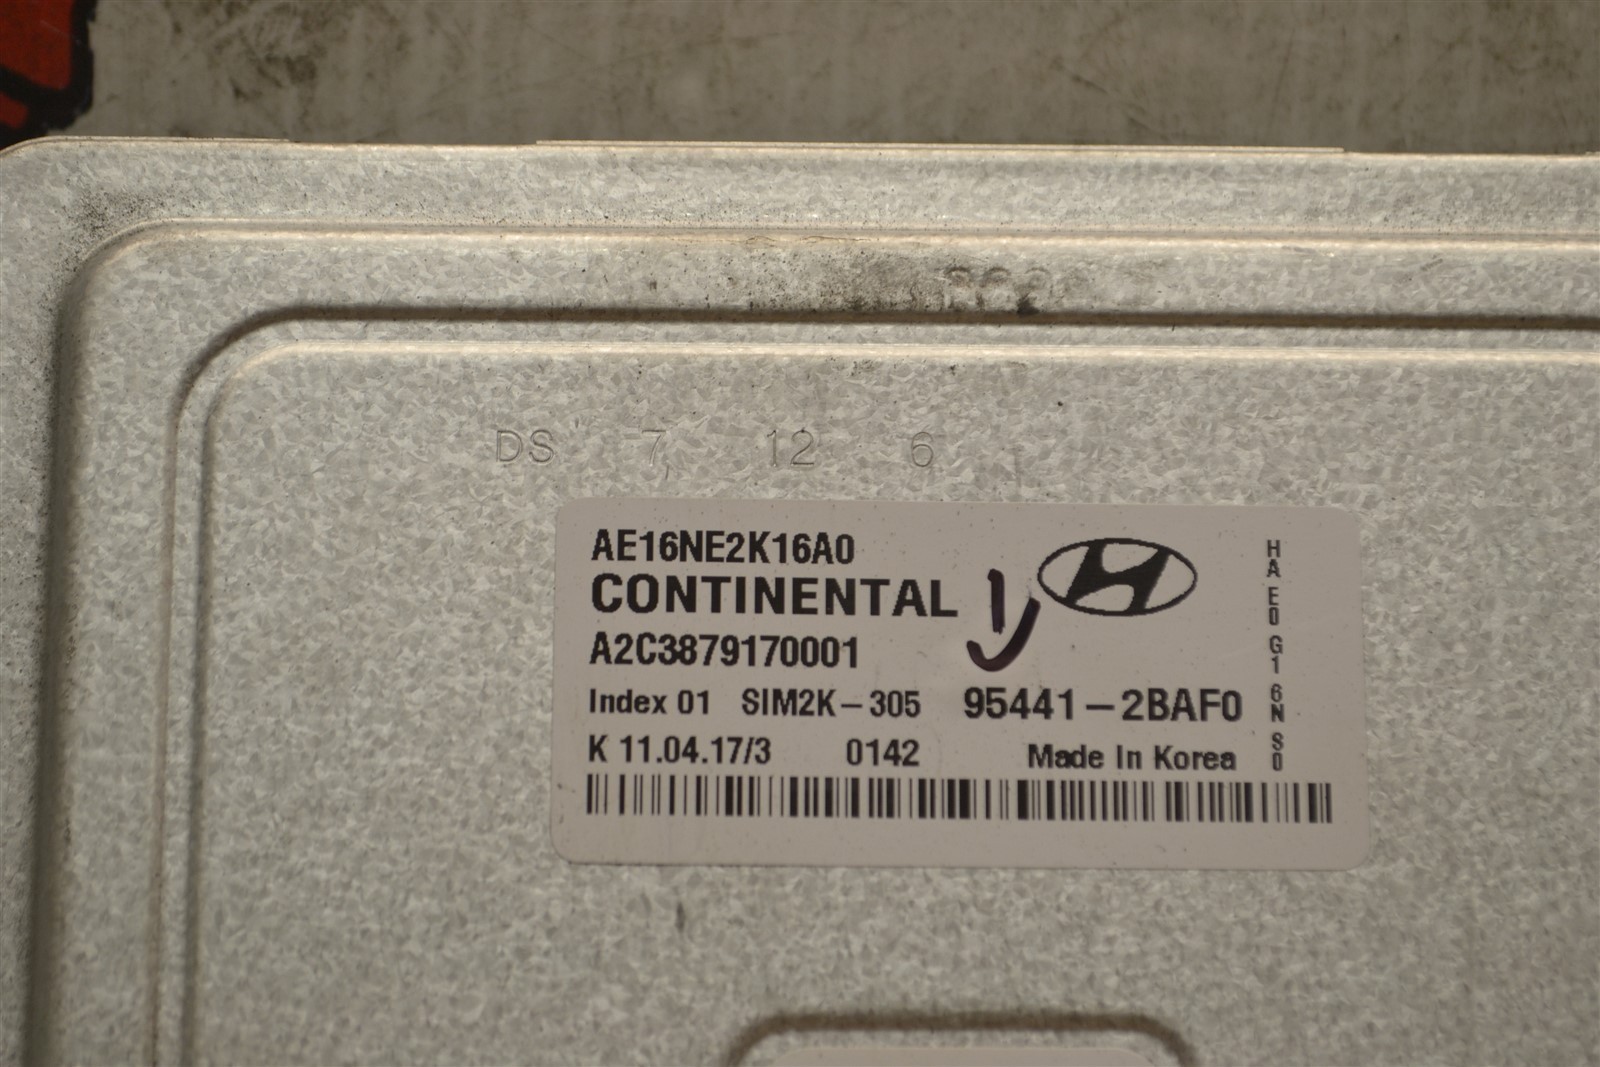 DS 7 12 6
AE16NE2K16A0
CONTINENTAL
A2C3879170001
Index 01 SIM2K-305 95441-2BAF0
K 11.04.17/3 0142 Made In Korea
HA E0 G1 6N S0